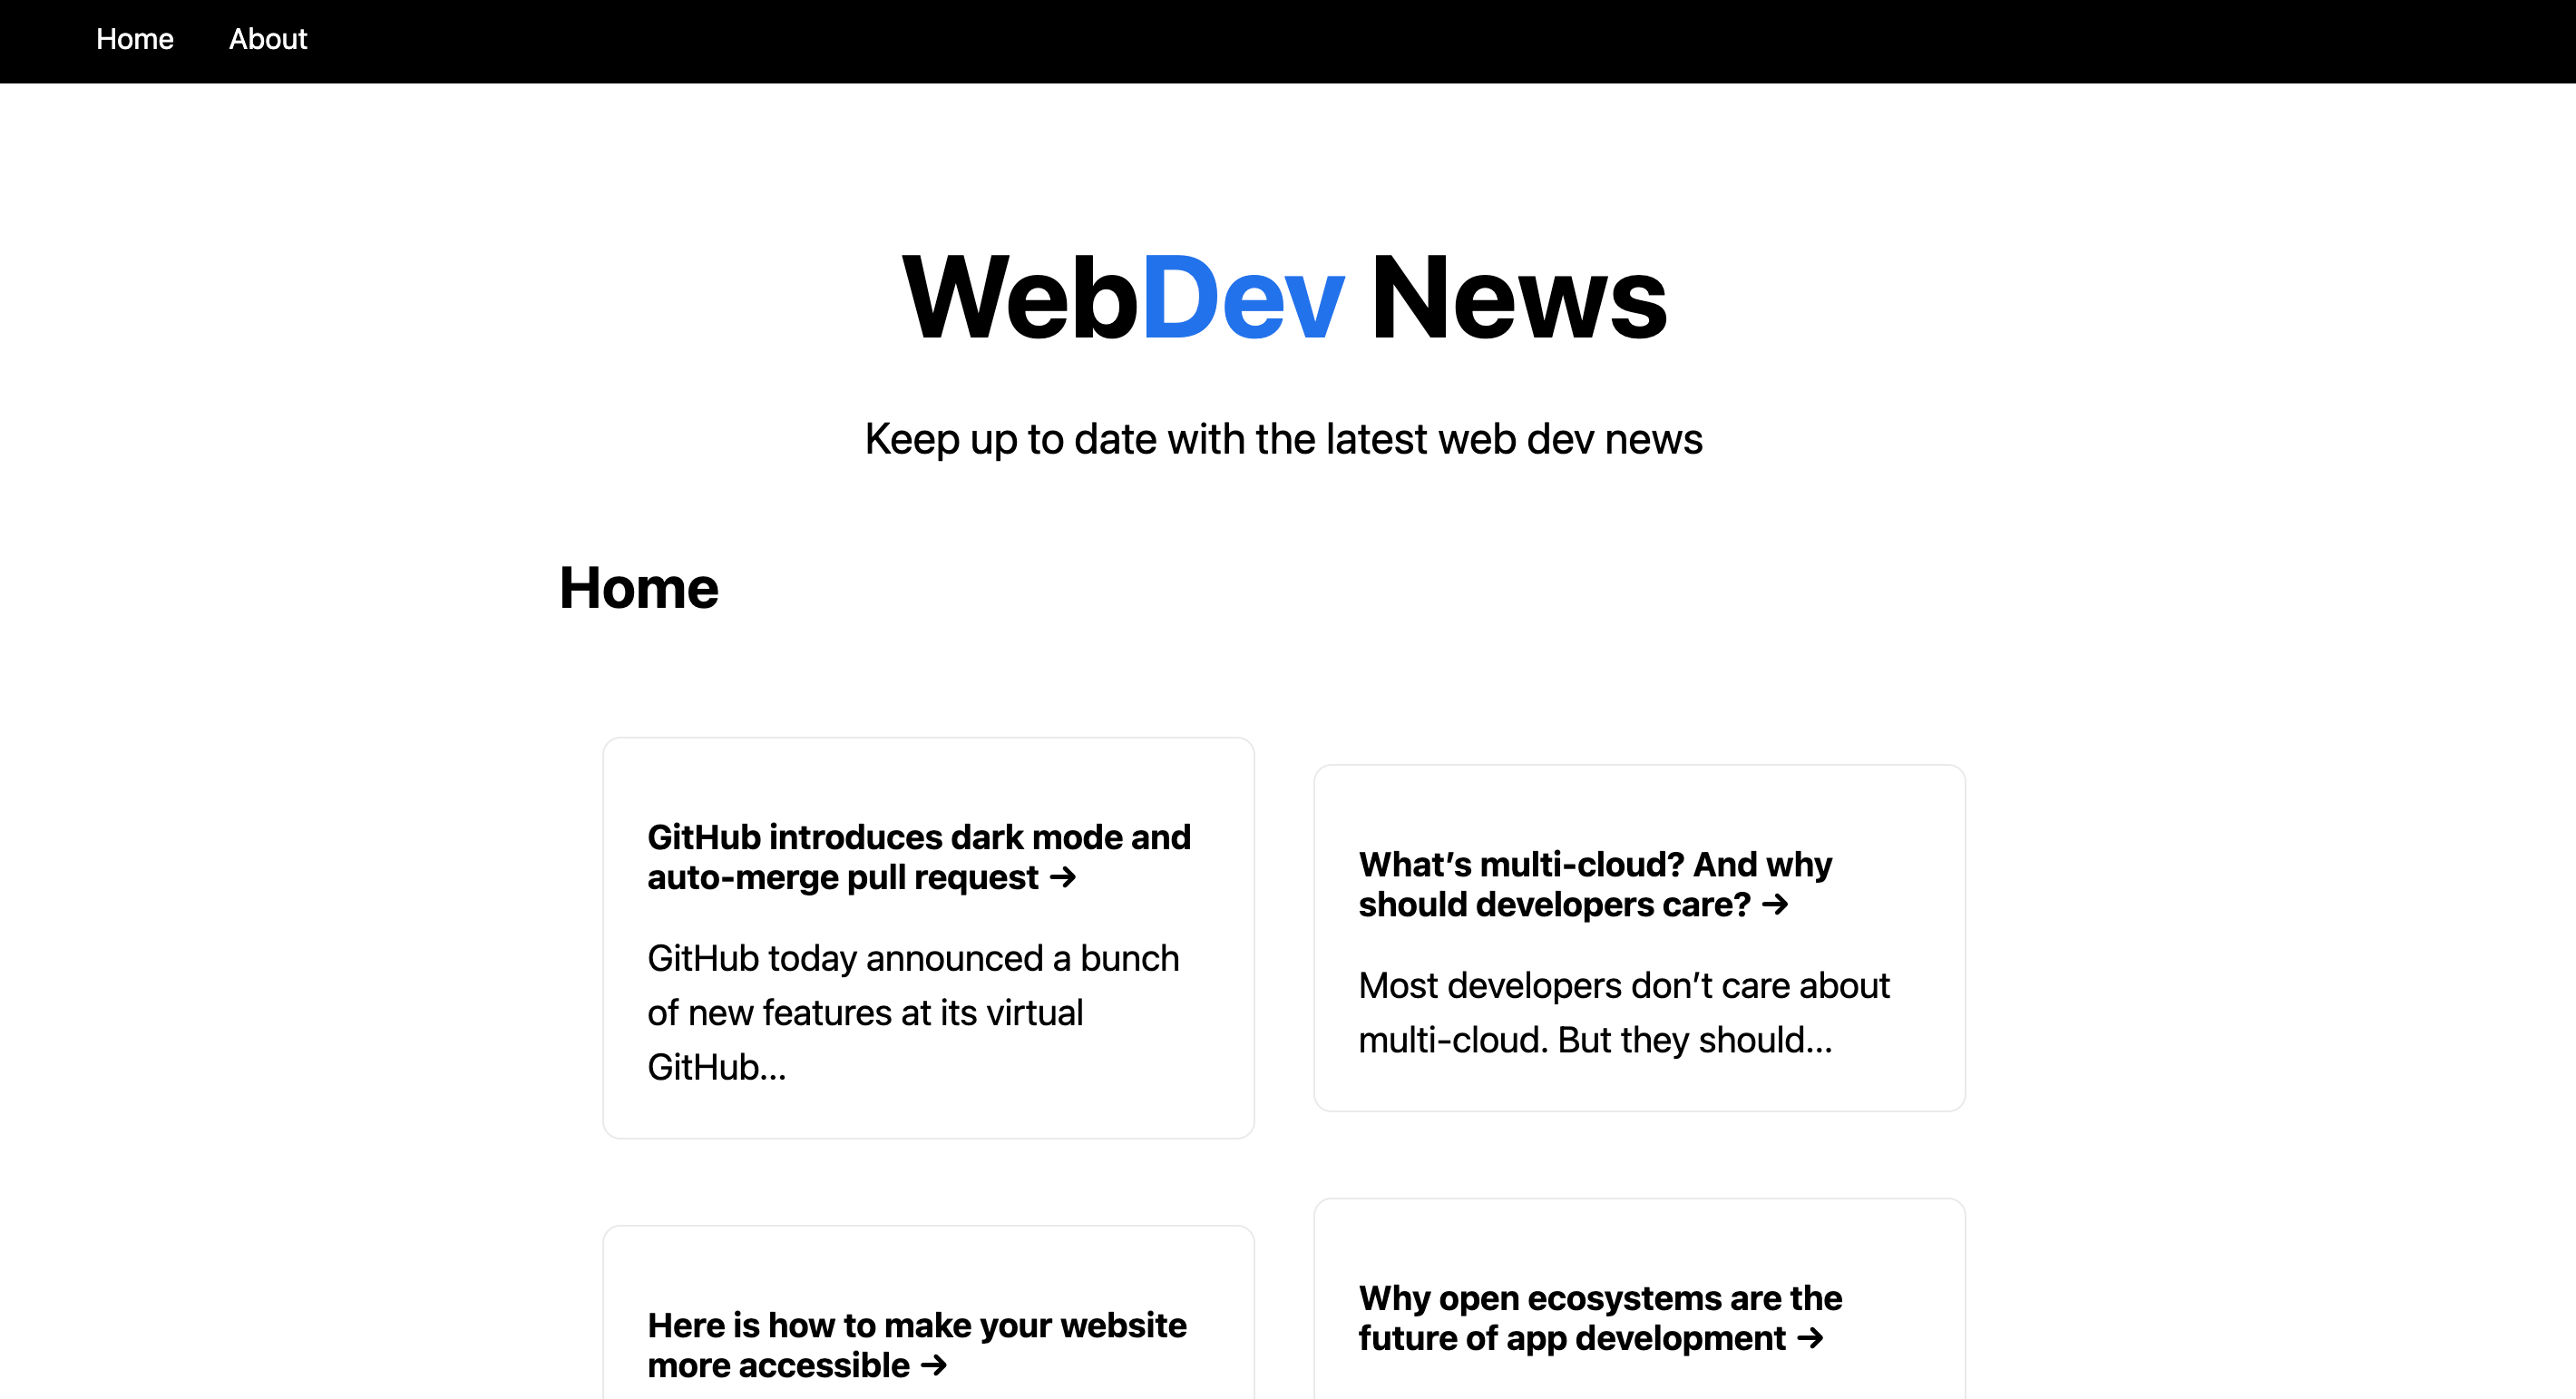 Home About
WebDev News
Keep up to date with the latest web dev news
Home
GitHub introduces dark mode and
auto-merge pull request →
GitHub today announced a bunch
of new features at its virtual
GitHub...
What’s multi-cloud? And why
should developers care? →
Most developers don’t care about
multi-cloud. But they should...
Here is how to make your website
more accessible →
Why open ecosystems are the
future of app development →